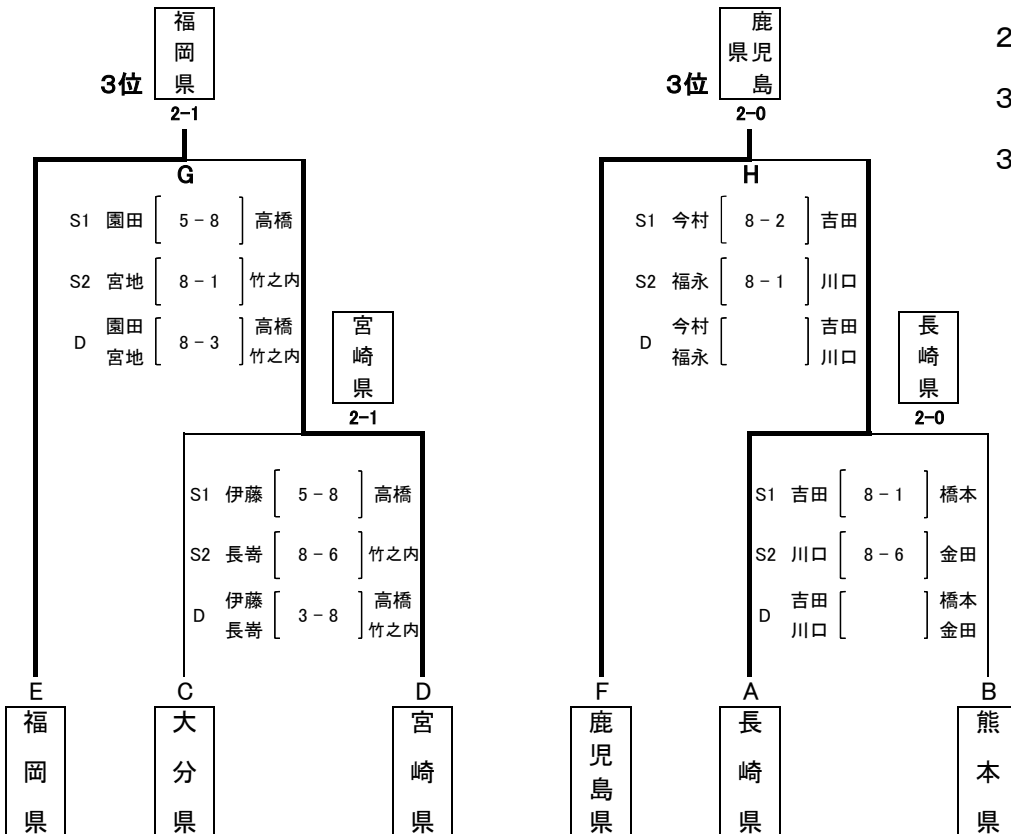 福岡県
鹿児島県
2
3位
3位
3
2-1
2-0
3
G
H
S1 園田 [ 5 - 8 ] 高橋
S1 今村 [ 8 - 2 ] 吉田
S2 宮地 [ 8 - 1 ] 竹之内
S2 福永 [ 8 - 1 ] 川口
D 園田 宮地 [ 8 - 3 ] 高橋 竹之内
D 今村 福永 [ ] 吉田 川口
宮崎県
長崎県
2-1
2-0
S1 伊藤 [ 5 - 8 ] 高橋
S1 吉田 [ 8 - 1 ] 橋本
S2 長嵜 [ 8 - 6 ] 竹之内
S2 川口 [ 8 - 6 ] 金田
D 伊藤 長嵜 [ 3 - 8 ] 高橋 竹之内
D 吉田 川口 [ ] 橋本 金田
E
C
D
F
A
B
福岡県
大分県
宮崎県
鹿児島県
長崎県
熊本県